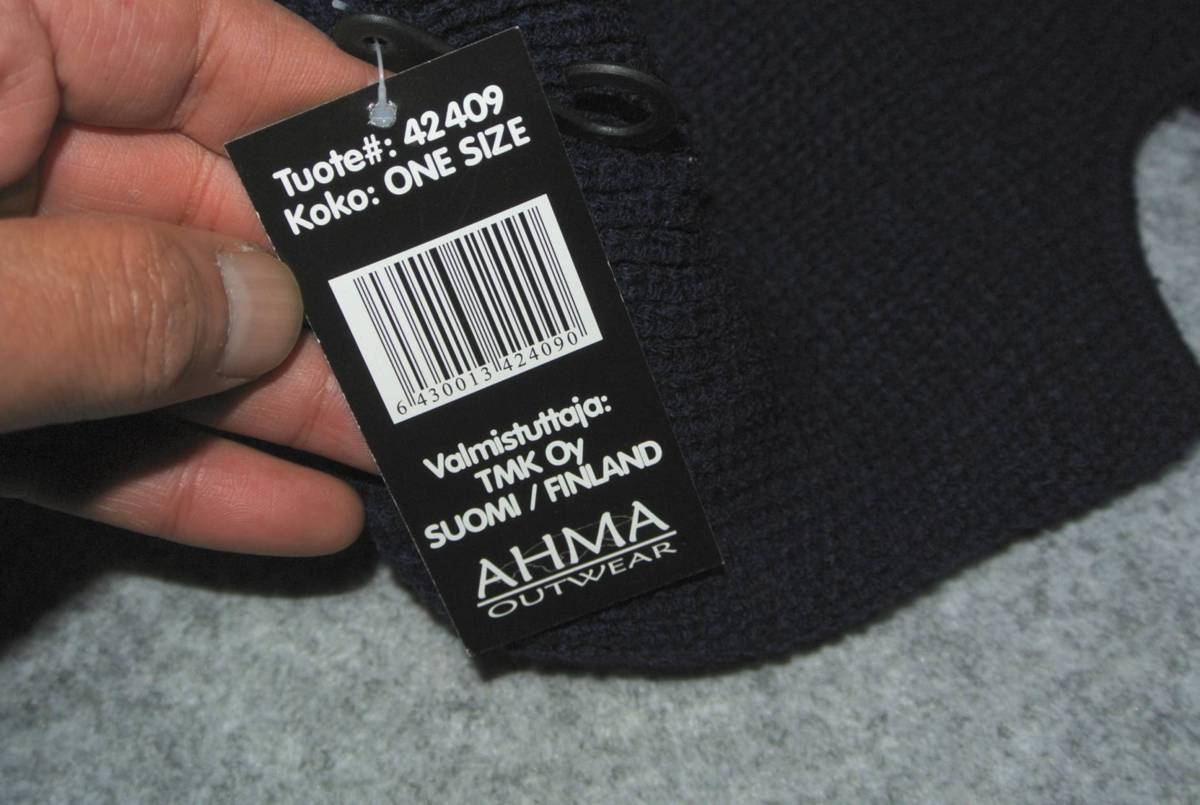 Tuote#: 42409
Koko: ONE SIZE
6 430013 424090
Valmistuttaja:
TMK Oy
SUOMI / FINLAND
AHMA
OUTWEAR